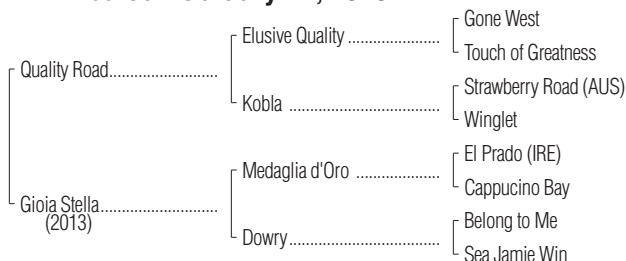 Elusive Quality
Gone West
Touch of Greatness
Quality Road
Kobla
Strawberry Road (AUS)
Winglet
Medaglia d'Oro
El Prado (IRE)
Cappucino Bay
Gioia Stella
(2013)
Dowry
Belong to Me
Sea Jamie Win